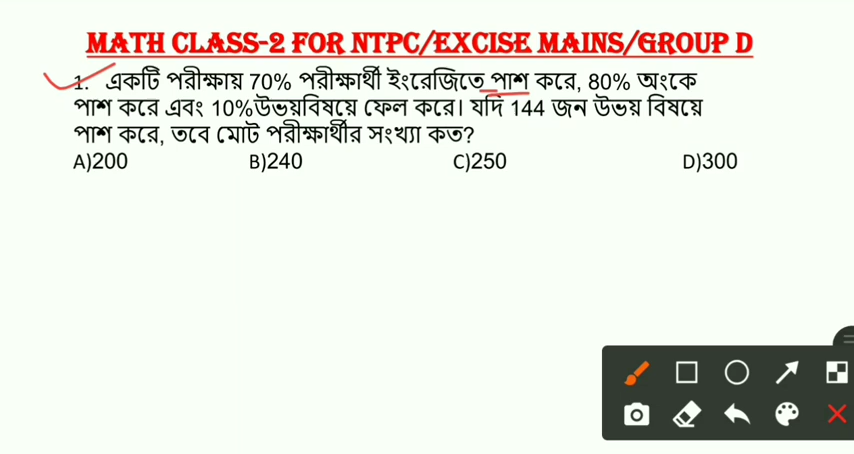 MATH CLASS-2 FOR NTPC/EXCISE MAINS/GROUP D
1. একটি পরীক্ষায় 70% পরীক্ষার্থী ইংরেজিতে পাশ করে, 80% অংকে
পাশ করে এবং 10%উভয়বিষয়ে ফেল করে। যদি 144 জন উভয় বিষয়ে
পাশ করে, তবে মোট পরীক্ষার্থীর সংখ্যা কত?
A)200 B)240 C)250 D)300